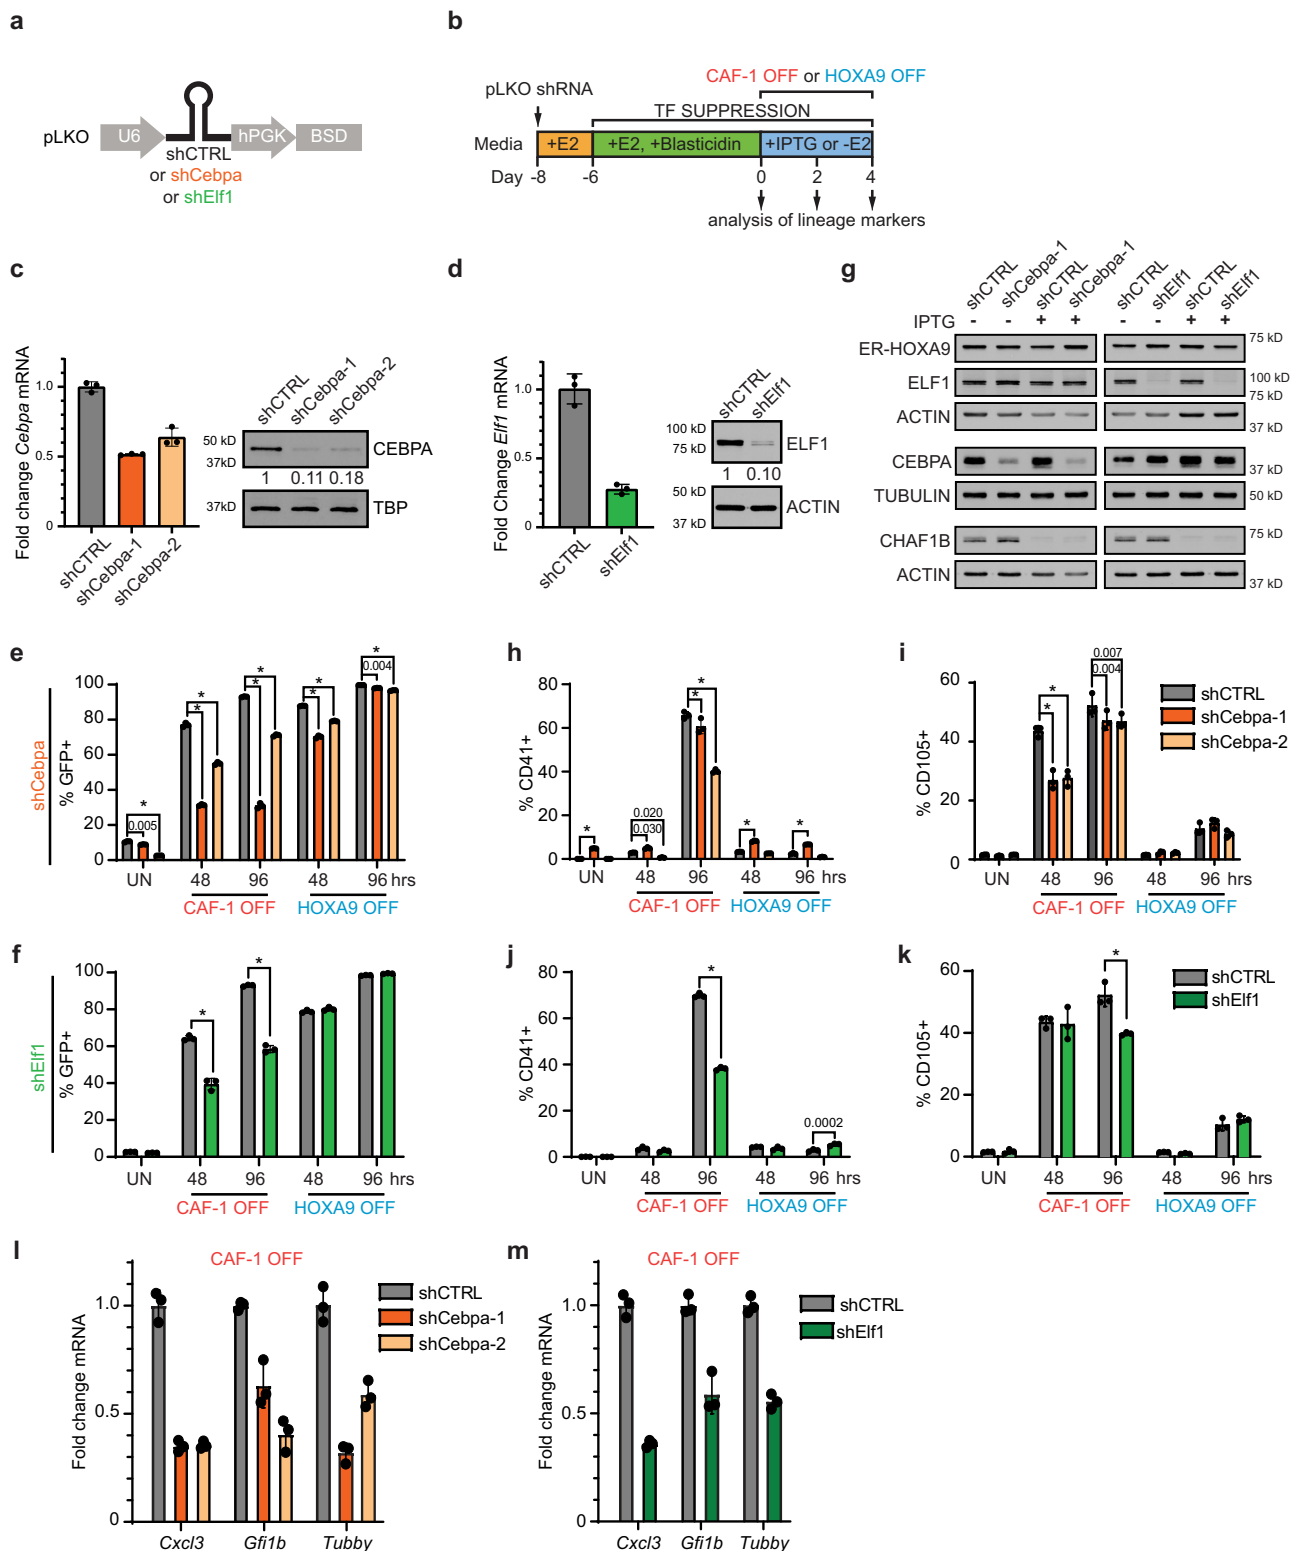 a
pLKO U6 hPGK BSD
shCTRL
or shCebpa
or shElf1
b
CAF-1 OFF or HOXA9 OFF
pLKO shRNA
TF SUPPRESSION
Media +E2 +E2, +Blasticidin +IPTG or -E2
Day -8 -6 0 2 4
analysis of lineage markers
c
Fold change Cebpa mRNA
1.0
0.5
0
shCTRL
shCebpa-1
shCebpa-2
shCTRL
shCebpa-1
shCebpa-2
50 kD
37kD
CEBPA
1 0.11 0.18
37kD
TBP
d
Fold Change Elf1 mRNA
1.0
0.5
0
shCTRL
shElf1
shCTRL
shElf1
100 kD
75 kD
ELF1
1 0.10
50 kD
37 kD
ACTIN
g
shCTRL
shCebpa-1
shCTRL
shCebpa-1
shCTRL
shElf1
shCTRL
shElf1
IPTG - - + + - - + +
ER-HOXA9 75 kD
ELF1 100 kD
75 kD
ACTIN 37 kD
CEBPA 37 kD
TUBULIN 50 kD
CHAF1B 75 kD
ACTIN 37 kD
e
shCebpa
% GFP+
100
80
60
40
20
0
*
0.005
*
*
*
*
*
*
*
0.004
UN 48 96 48 96 hrs
CAF-1 OFF HOXA9 OFF
h
% CD41+
80
60
40
20
0
*
0.020
0.030
*
*
*
*
UN 48 96 48 96 hrs
CAF-1 OFF HOXA9 OFF
i
% CD105+
60
40
20
0
*
*
0.007
0.004
UN 48 96 48 96 hrs
CAF-1 OFF HOXA9 OFF
shCTRL
shCebpa-1
shCebpa-2
f
shElf1
% GFP+
100
80
60
40
20
0
*
*
UN 48 96 48 96 hrs
CAF-1 OFF HOXA9 OFF
j
% CD41+
80
60
40
20
0
*
0.0002
UN 48 96 48 96 hrs
CAF-1 OFF HOXA9 OFF
k
% CD105+
60
40
20
0
*
UN 48 96 48 96 hrs
CAF-1 OFF HOXA9 OFF
shCTRL
shElf1
l
CAF-1 OFF
Fold change mRNA
1.0
0.5
0
Cxcl3 Gfi1b Tubby
shCTRL
shCebpa-1
shCebpa-2
m
CAF-1 OFF
Fold change mRNA
1.0
0.5
0
Cxcl3 Gfi1b Tubby
shCTRL
shElf1